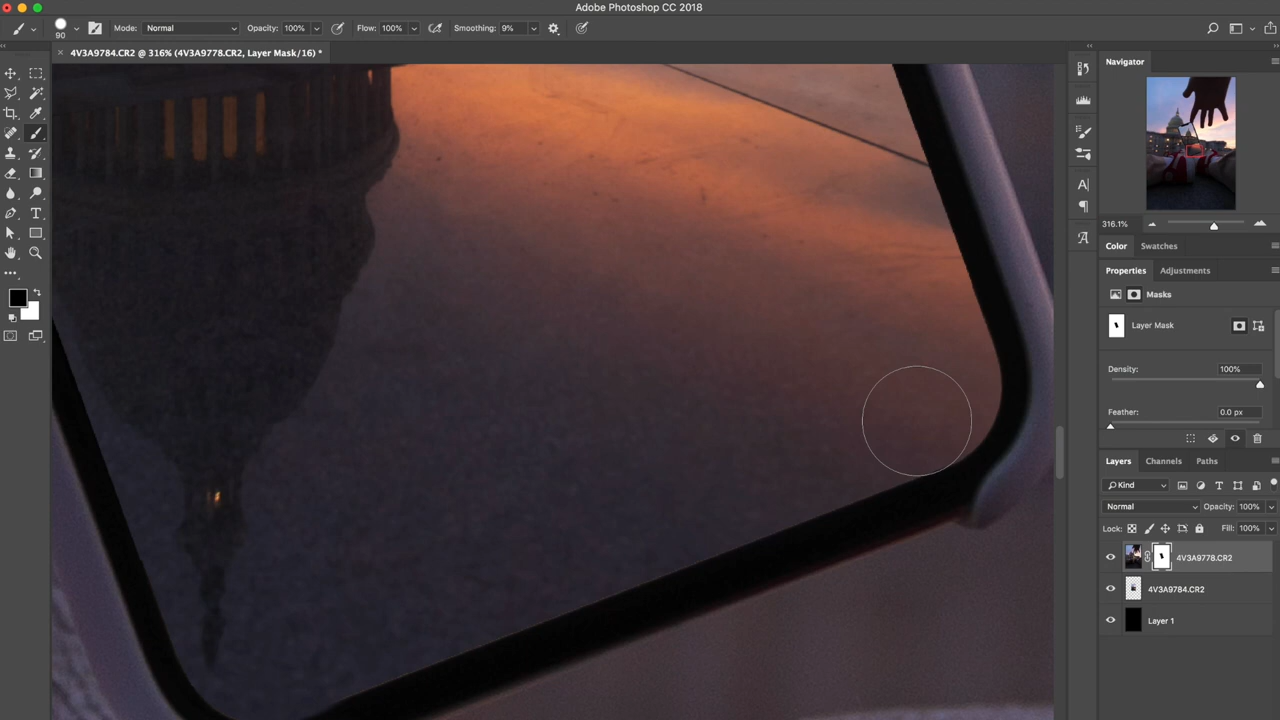 Adobe Photoshop CC 2018
90
Mode: Normal Opacity: 100% Flow: 100% Smoothing: 9%
4V3A9784.CR2 @ 316% (4V3A9778.CR2, Layer Mask/16) *
Navigator
316.1%
Color Swatches
Properties Adjustments
Masks
Layer Mask
Density: 100%
Feather: 0.0 px
Layers Channels Paths
Kind
Normal Opacity: 100%
Lock: Fill: 100%
4V3A9778.CR2
4V3A9784.CR2
Layer 1